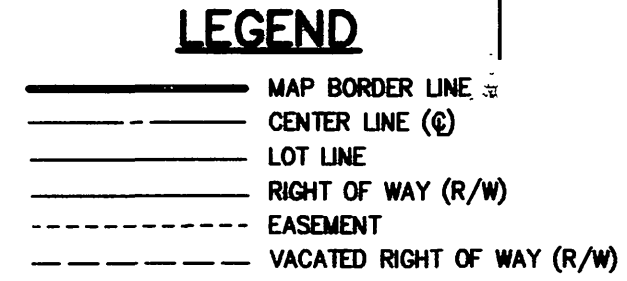 LEGEND
MAP BORDER LINE
CENTER LINE (℄)
LOT LINE
RIGHT OF WAY (R/W)
EASEMENT
VACATED RIGHT OF WAY (R/W)